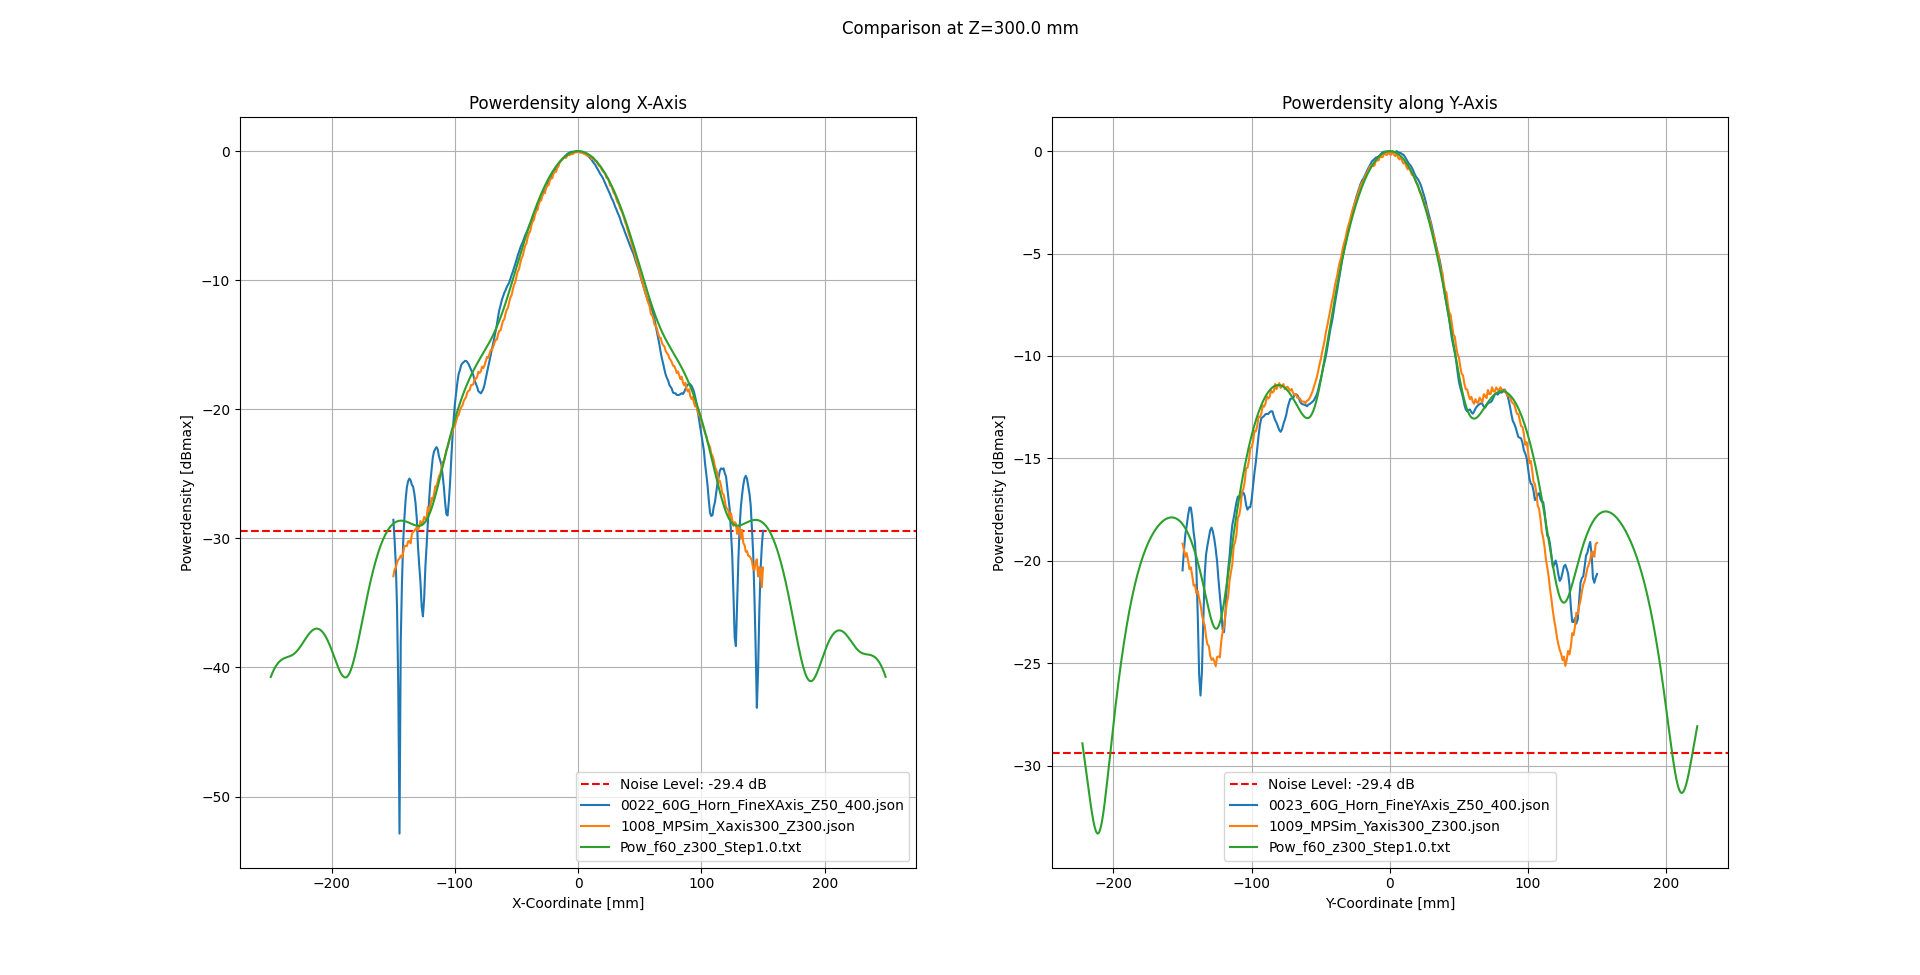 Comparison at Z=300.0 mm
Powerdensity along X-Axis
Powerdensity [dBmax]
0
−10
−20
−30
−40
−50
−200
−100
0
100
200
X-Coordinate [mm]
Noise Level: -29.4 dB
0022_60G_Horn_FineXAxis_Z50_400.json
1008_MPSim_Xaxis300_Z300.json
Pow_f60_z300_Step1.0.txt
Powerdensity along Y-Axis
Powerdensity [dBmax]
0
−5
−10
−15
−20
−25
−30
−200
−100
0
100
200
Y-Coordinate [mm]
Noise Level: -29.4 dB
0023_60G_Horn_FineYAxis_Z50_400.json
1009_MPSim_Yaxis300_Z300.json
Pow_f60_z300_Step1.0.txt